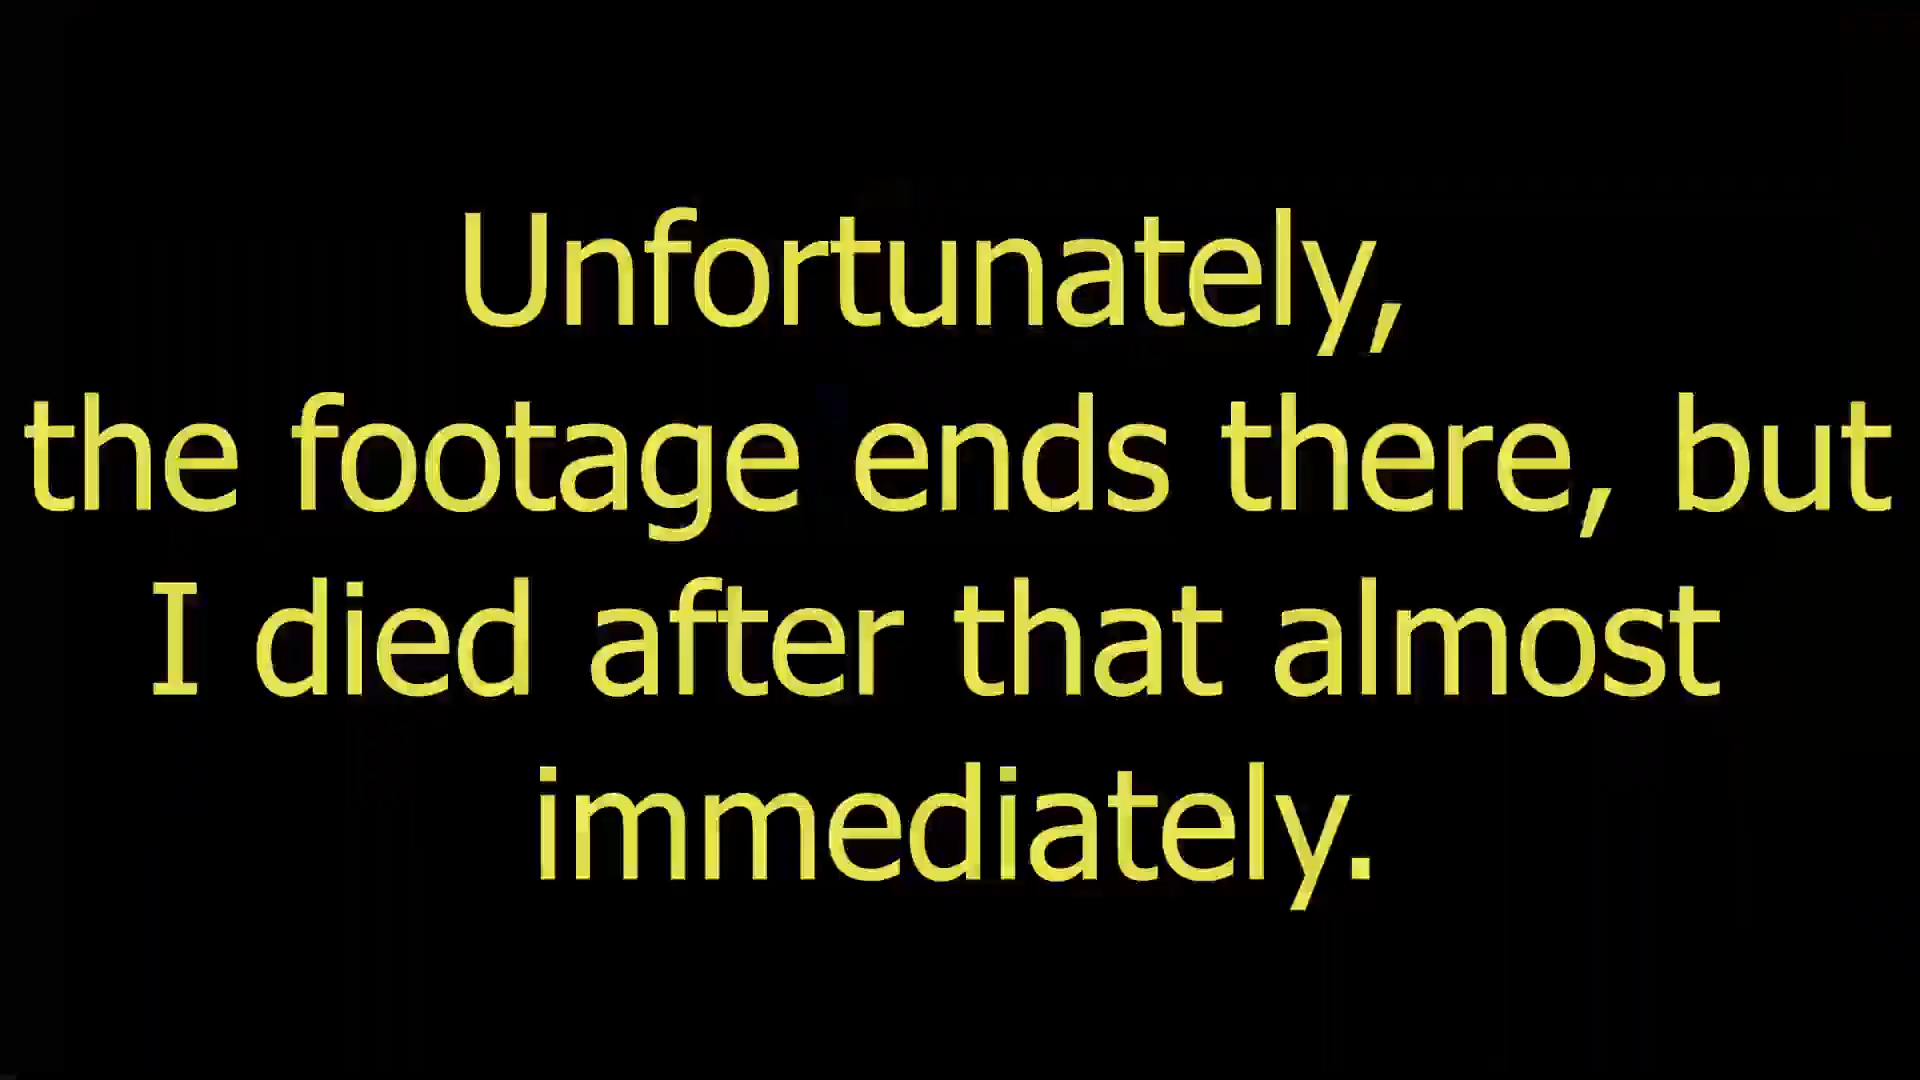 Unfortunately,
the footage ends there, but
I died after that almost
immediately.